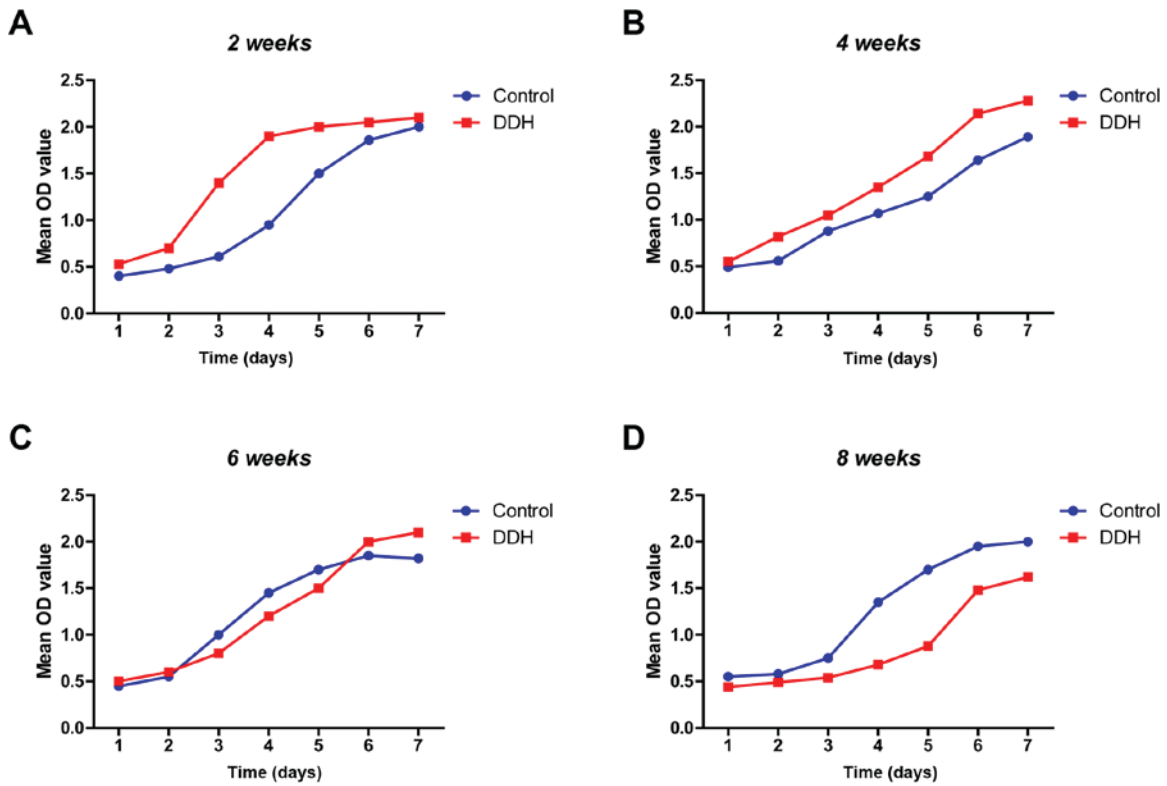 A
2 weeks
Mean OD value
2.5
2.0
1.5
1.0
0.5
0.0
1 2 3 4 5 6 7
Time (days)
Control
DDH
B
4 weeks
Mean OD value
2.5
2.0
1.5
1.0
0.5
0.0
1 2 3 4 5 6 7
Time (days)
Control
DDH
C
6 weeks
Mean OD value
2.5
2.0
1.5
1.0
0.5
0.0
1 2 3 4 5 6 7
Time (days)
Control
DDH
D
8 weeks
Mean OD value
2.5
2.0
1.5
1.0
0.5
0.0
1 2 3 4 5 6 7
Time (days)
Control
DDH